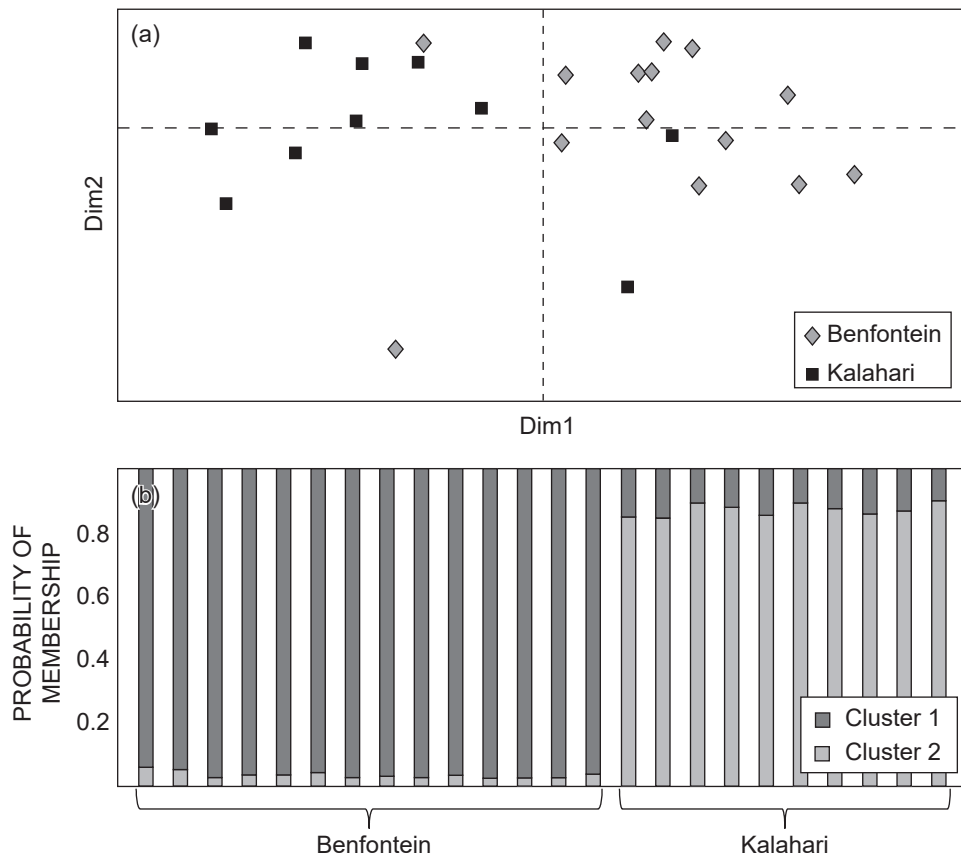 (a)
Dim2
Benfontein
Kalahari
Dim1
(b)
PROBABILITY OF
MEMBERSHIP
0.8
0.6
0.4
0.2
Cluster 1
Cluster 2
Benfontein
Kalahari